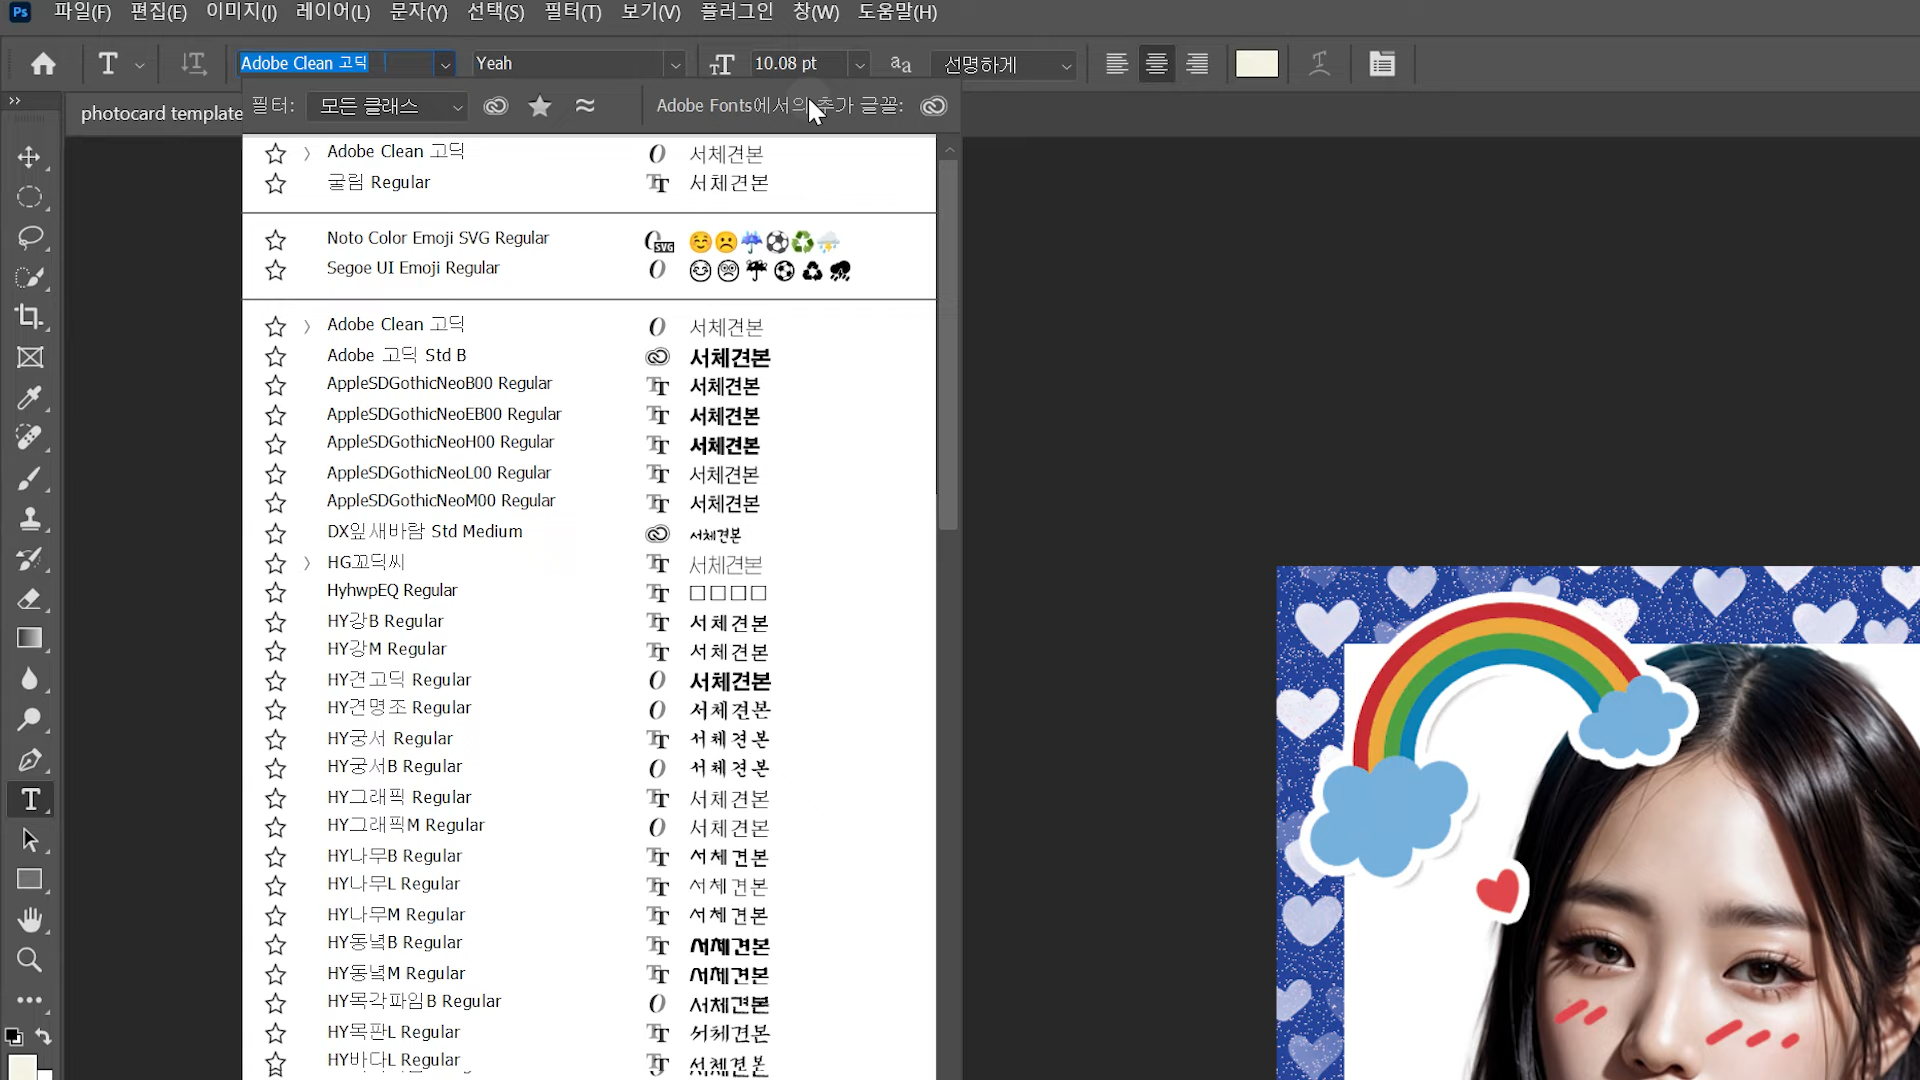 Ps 파일(F) 편집(E) 이미지(I) 레이어(L) 문자(Y) 선택(S) 필터(T) 보기(V) 플러그인 창(W) 도움말(H)
T Adobe Clean 고딕 Yeah 10.08 pt 선명하게
photocard template
필터: 모든 클래스 Adobe Fonts에서의 추가 글꼴:
Adobe Clean 고딕 서체견본
굴림 Regular 서체견본
Noto Color Emoji SVG Regular
Segoe UI Emoji Regular
Adobe Clean 고딕 서체견본
Adobe 고딕 Std B 서체견본
AppleSDGothicNeoB00 Regular 서체견본
AppleSDGothicNeoEB00 Regular 서체견본
AppleSDGothicNeoH00 Regular 서체견본
AppleSDGothicNeoL00 Regular 서체견본
AppleSDGothicNeoM00 Regular 서체견본
DX잎새바람 Std Medium 서체견본
HG꼬딕씨 서체견본
HyhwpEQ Regular
HY강B Regular 서체견본
HY강M Regular 서체견본
HY견고딕 Regular 서체견본
HY견명조 Regular 서체견본
HY궁서 Regular 서체견본
HY궁서B Regular 서체견본
HY그래픽 Regular 서체견본
HY그래픽M Regular 서체견본
HY나무B Regular 서체견본
HY나무L Regular 서체견본
HY나무M Regular 서체견본
HY동녘B Regular 서체견본
HY동녘M Regular 서체견본
HY목각파임B Regular 서체견본
HY목판L Regular 서체견본
HY바다L Regular 서체견본